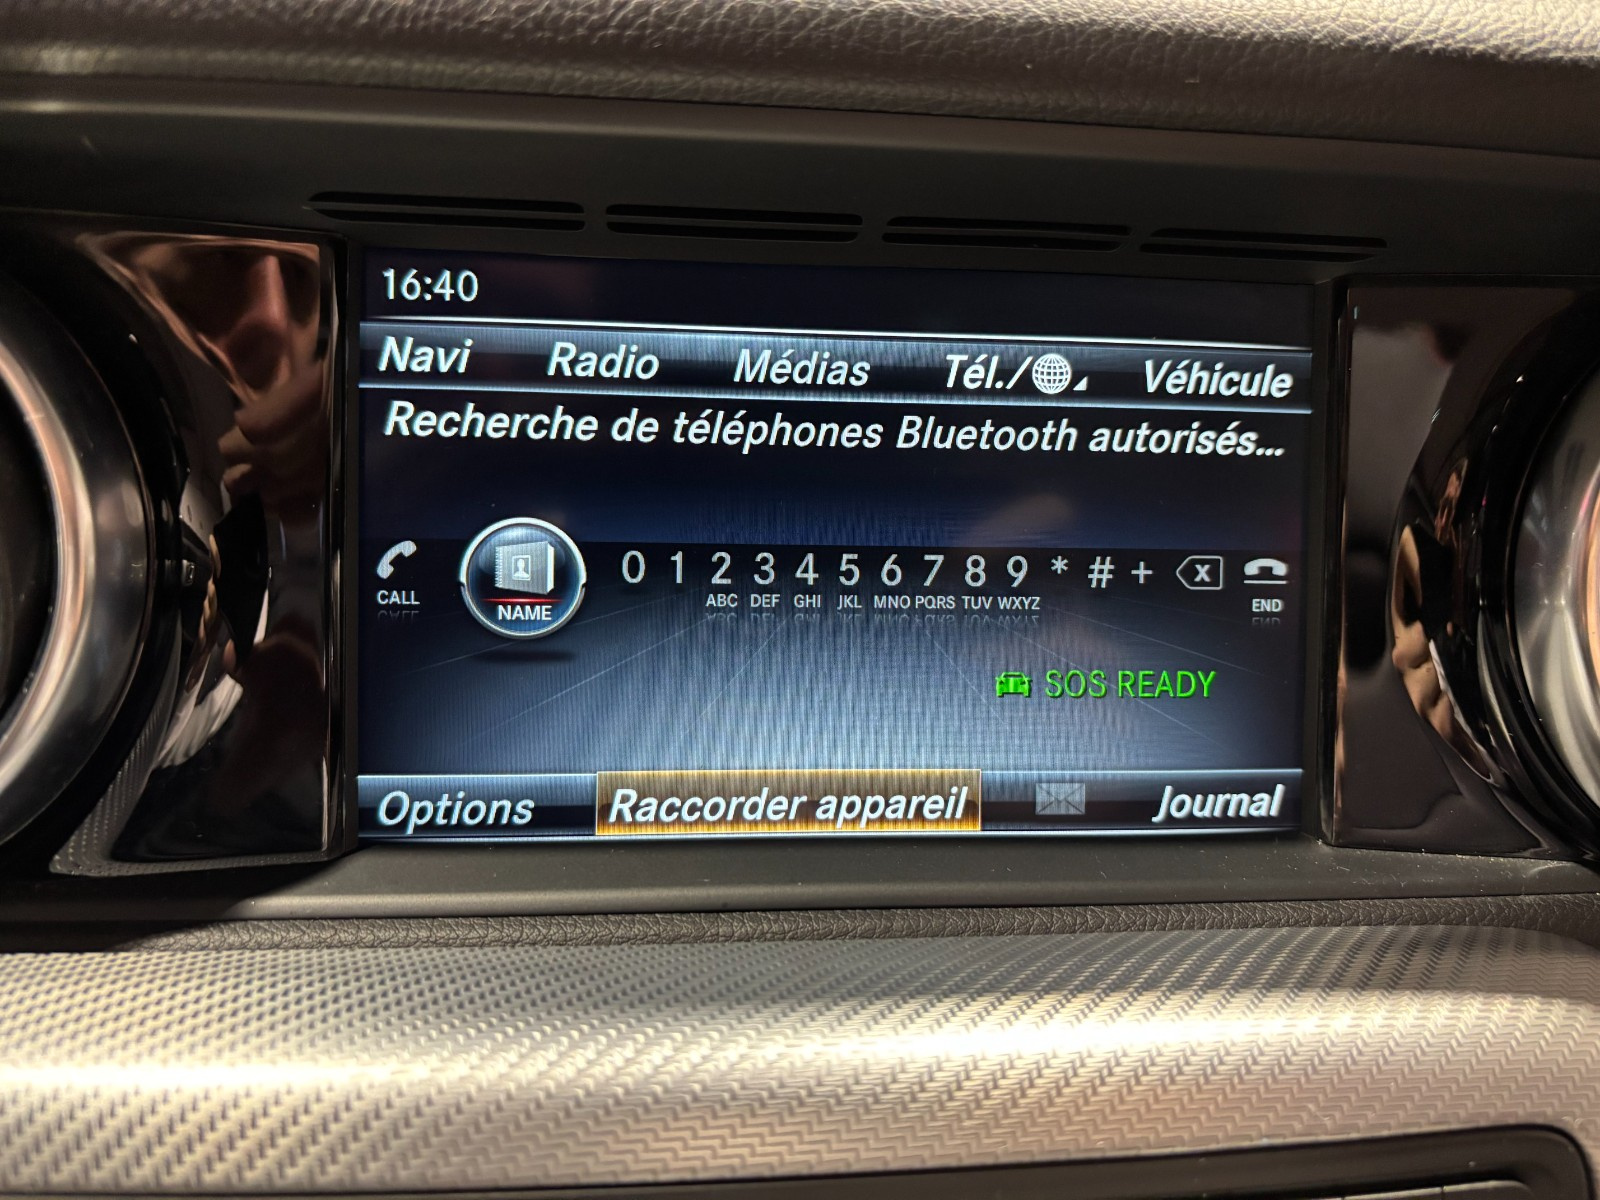 16:40
Navi Radio Médias Tél./ Véhicule
Recherche de téléphones Bluetooth autorisés...
0 1 2 3 4 5 6 7 8 9 * # + x
CALL NAME ABC DEF GHI JKL MNO PQRS TUV WXYZ END
SOS READY
Options Raccorder appareil Journal